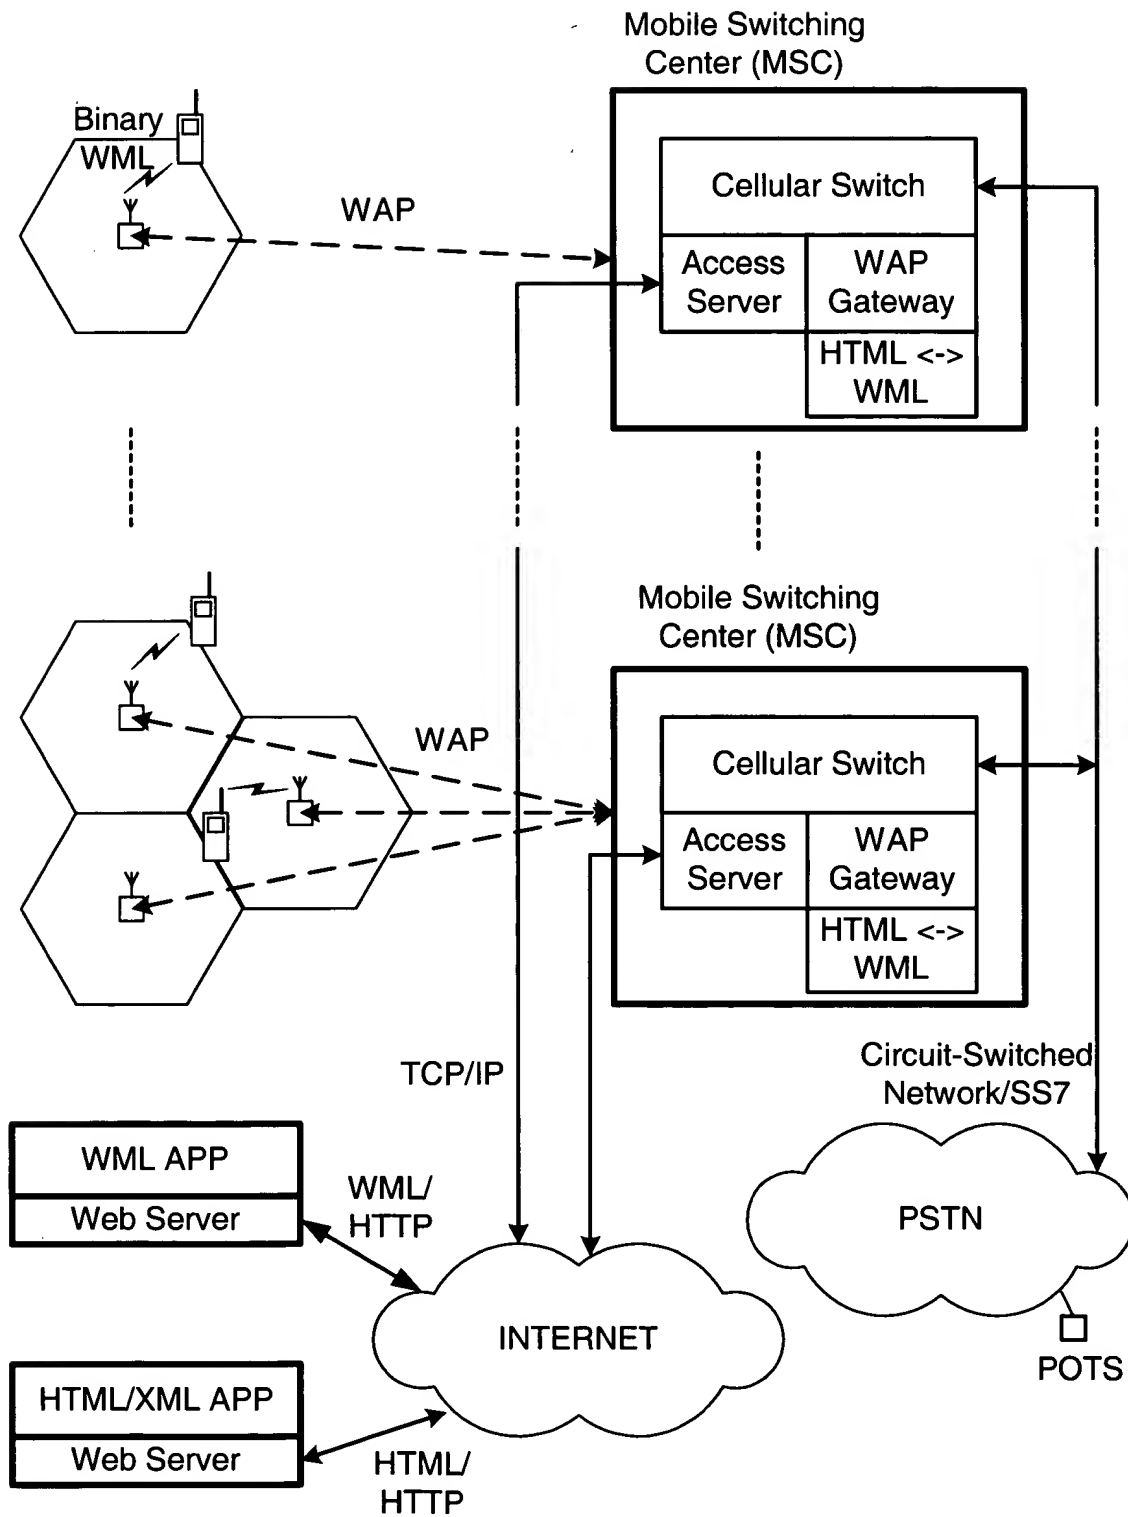 Mobile Switching
Center (MSC)
Binary
WML
WAP
Cellular Switch
Access
Server
WAP
Gateway
HTML <->
WML
Mobile Switching
Center (MSC)
WAP
Cellular Switch
Access
Server
WAP
Gateway
HTML <->
WML
TCP/IP
Circuit-Switched
Network/SS7
WML APP
Web Server
WML/
HTTP
PSTN
INTERNET
POTS
HTML/XML APP
Web Server
HTML/
HTTP